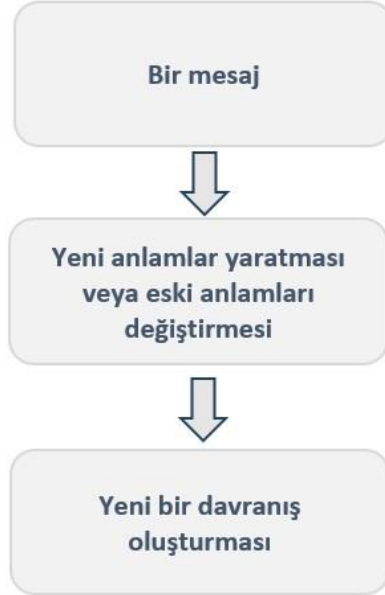 Bir mesaj
Yeni anlamlar yaratması
veya eski anlamları
değiştirmesi
Yeni bir davranış
oluşturması